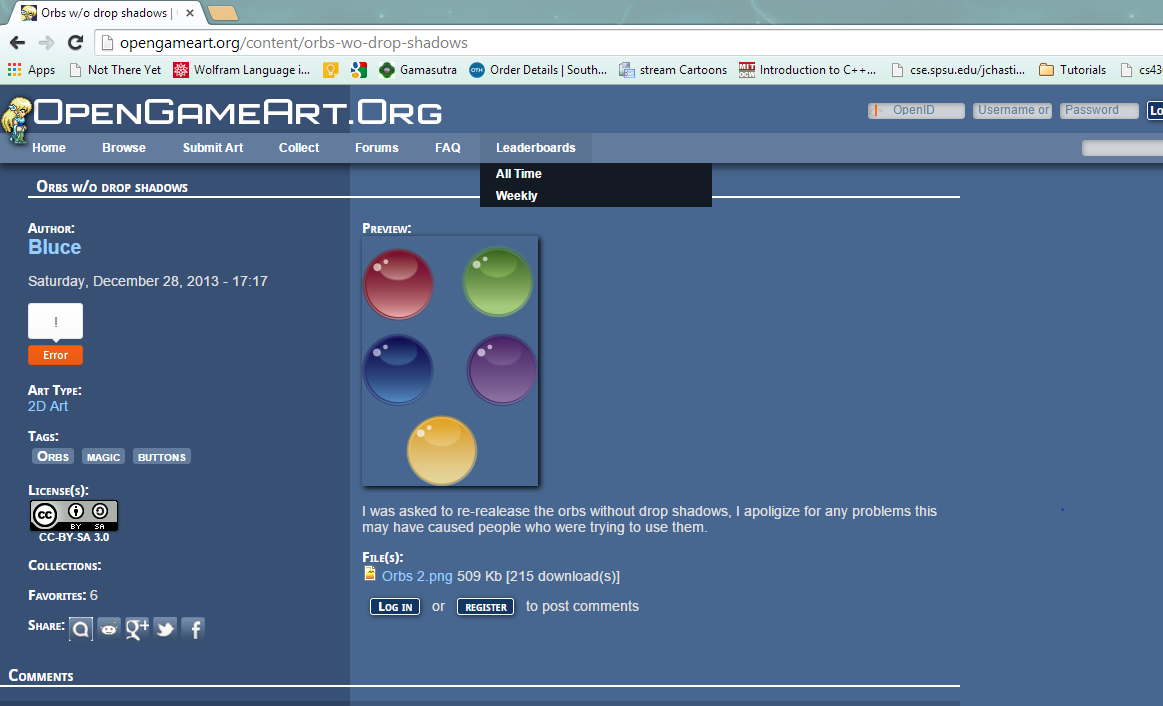 Orbs w/o drop shadows |
opengameart.org/content/orbs-wo-drop-shadows
Apps Not There Yet Wolfram Language i... Gamasutra OTH Order Details | South... stream Cartoons MIT OCW Introduction to C++... cse.spsu.edu/jchasti... Tutorials cs43
OpenGameArt.Org
OpenID Username or Password Lo
Home Browse Submit Art Collect Forums FAQ Leaderboards
All Time
Weekly
Orbs w/o drop shadows
Author:
Bluce
Saturday, December 28, 2013 - 17:17
!
Error
Art Type:
2D Art
Tags:
Orbs magic buttons
License(s):
cc BY SA
CC-BY-SA 3.0
Collections:
Favorites: 6
Share: g+ f
Preview:
I was asked to re-realease the orbs without drop shadows, I apoligize for any problems this
may have caused people who were trying to use them.
File(s):
Orbs 2.png 509 Kb [215 download(s)]
Log in or register to post comments
Comments